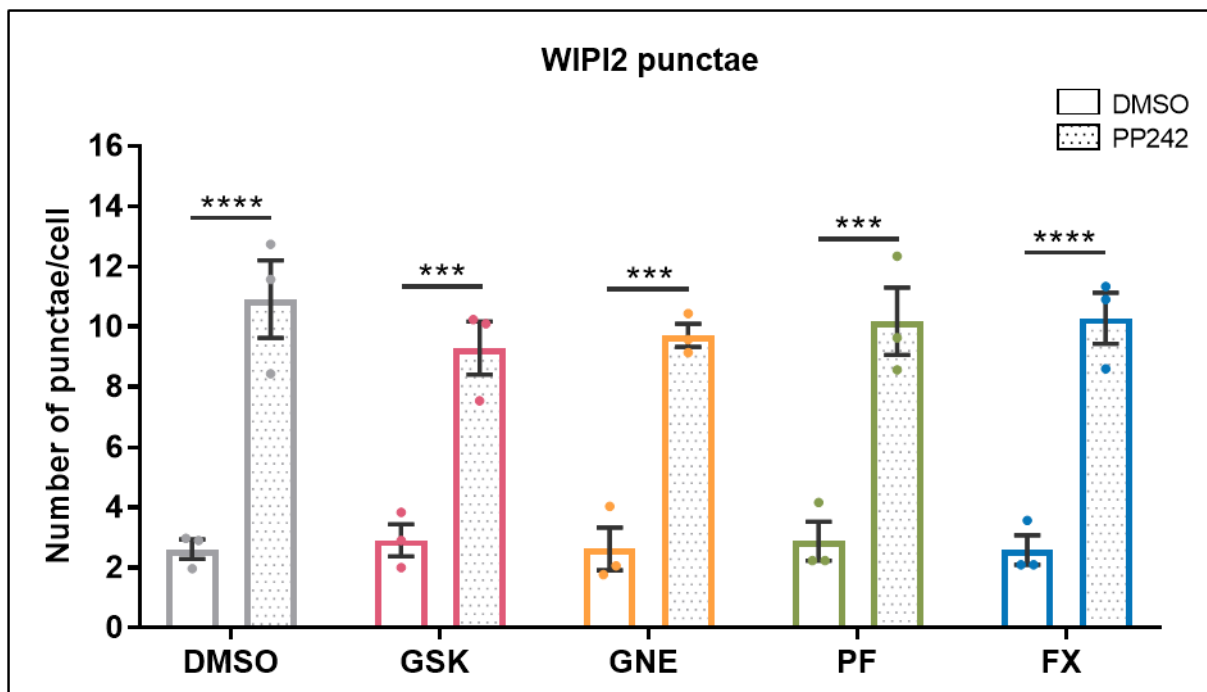 WIPI2 punctae
DMSO
PP242
Number of punctae/cell
16
14
12
10
8
6
4
2
0
****
***
***
***
****
DMSO GSK GNE PF FX